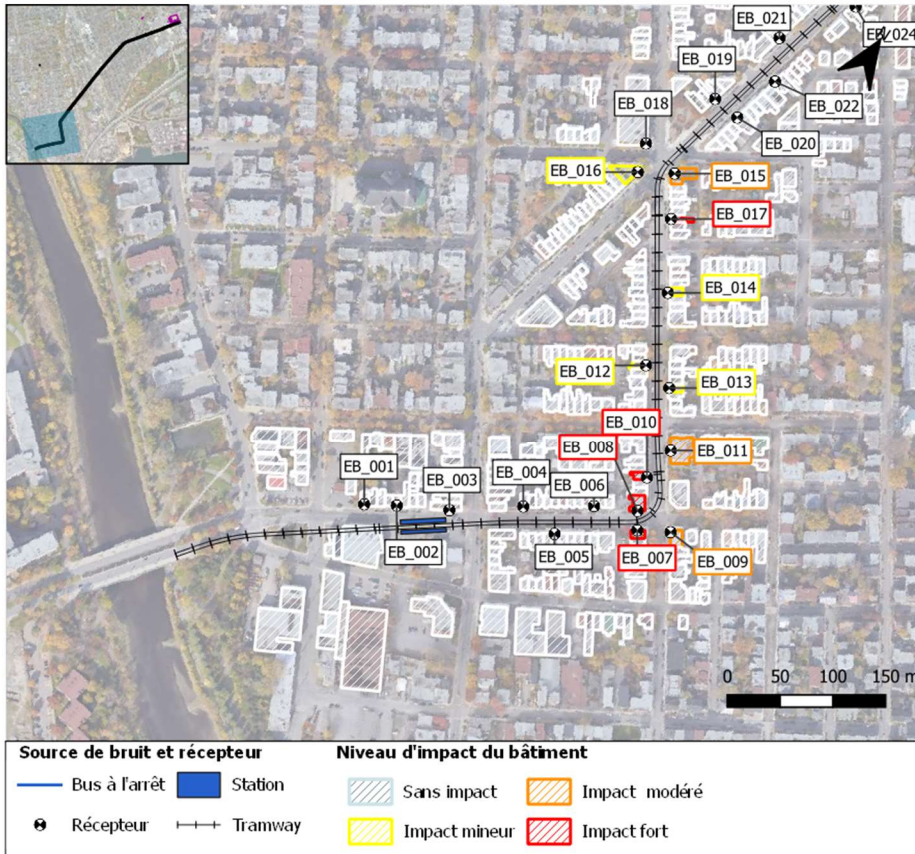 EB_021
EB_024
EB_019
EB_018
EB_022
EB_020
EB_016
EB_015
EB_017
EB_014
EB_012
EB_013
EB_010
EB_008
EB_011
EB_001
EB_003
EB_004
EB_006
EB_002
EB_005
EB_007
EB_009
0 50 100 150 m
Source de bruit et récepteur
Bus à l'arrêt
Station
Récepteur
Tramway
Niveau d'impact du bâtiment
Sans impact
Impact modéré
Impact mineur
Impact fort